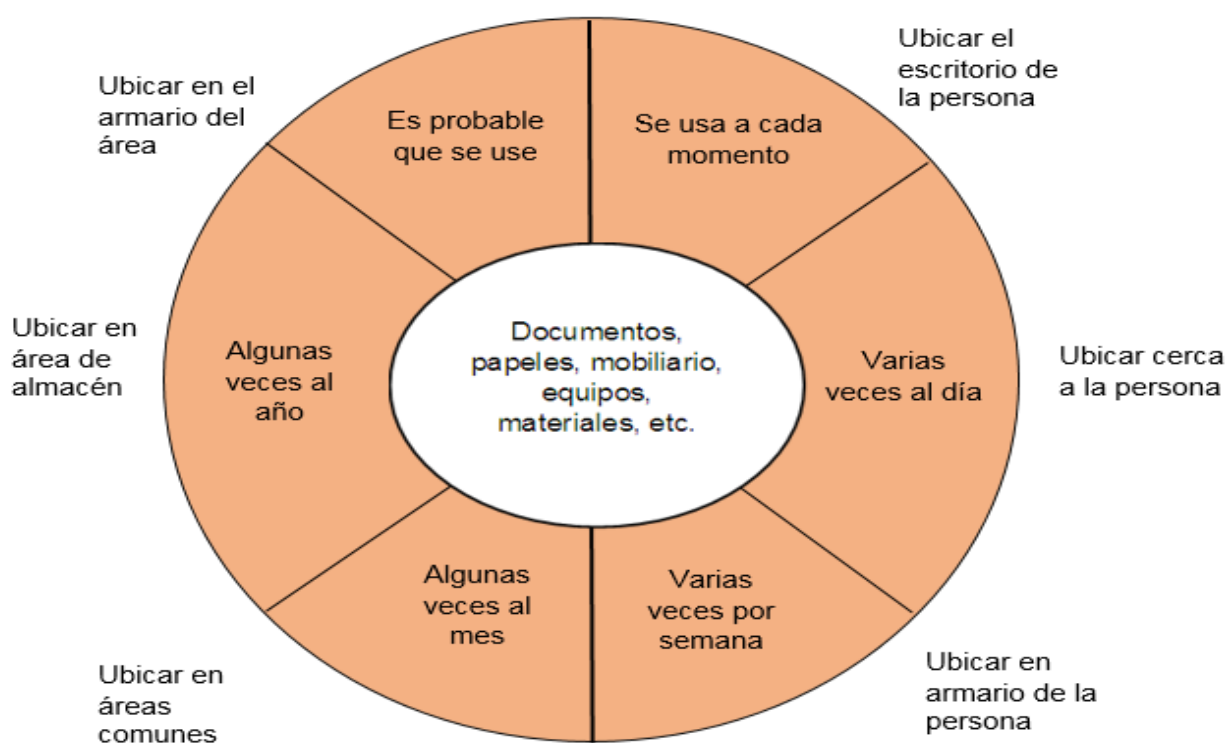 Ubicar en el
armario del
área
Es probable
que se use
Se usa a cada
momento
Ubicar el
escritorio de
la persona
Ubicar en
área de
almacén
Algunas
veces al
año
Documentos,
papeles, mobiliario,
equipos,
materiales, etc.
Varias
veces al día
Ubicar cerca
a la persona
Ubicar en
áreas
comunes
Algunas
veces al
mes
Varias
veces por
semana
Ubicar en
armario de la
persona